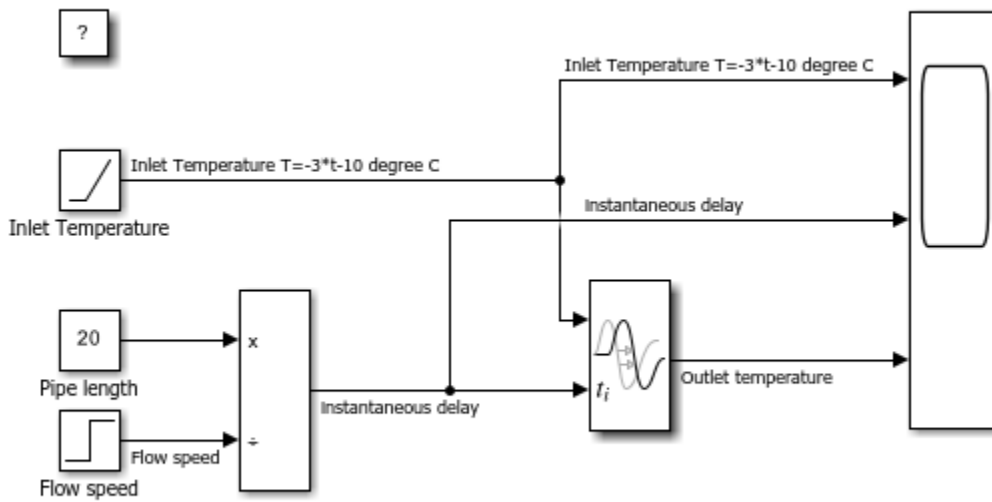 ?
Inlet Temperature T=-3*t-10 degree C
Inlet Temperature T=-3*t-10 degree C
Inlet Temperature
Instantaneous delay
20
Pipe length
x
÷
Flow speed
Flow speed
Instantaneous delay
ti
Outlet temperature